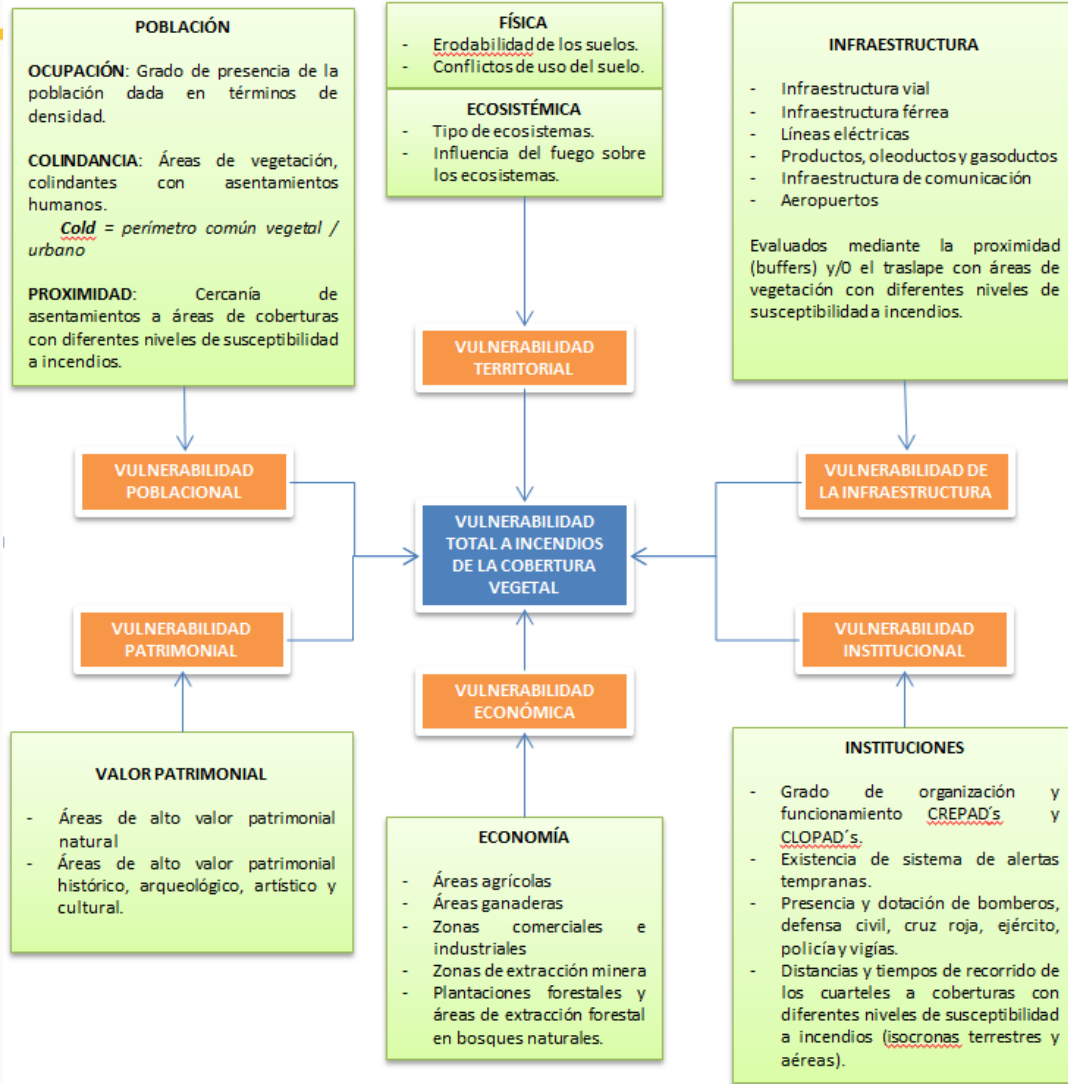 POBLACIÓN
OCUPACIÓN: Grado de presencia de la
población dada en términos de
densidad.
COLINDANCIA: Áreas de vegetación,
colindantes con asentamientos
humanos.
Cold = perímetro común vegetal /
urbano
PROXIMIDAD: Cercanía de
asentamientos a áreas de coberturas
con diferentes niveles de susceptibilidad
a incendios.
FÍSICA
- Erodabilidad de los suelos.
- Conflictos de uso del suelo.
ECOSISTÉMICA
- Tipo de ecosistemas.
- Influencia del fuego sobre
los ecosistemas.
INFRAESTRUCTURA
- Infraestructura vial
- Infraestructura férrea
- Líneas eléctricas
- Productos, oleoductos y gasoductos
- Infraestructura de comunicación
- Aeropuertos
Evaluados mediante la proximidad
(buffers) y/0 el traslape con áreas de
vegetación con diferentes niveles de
susceptibilidad a incendios.
VULNERABILIDAD
TERRITORIAL
VULNERABILIDAD
POBLACIONAL
VULNERABILIDAD DE
LA INFRAESTRUCTURA
VULNERABILIDAD
TOTAL A INCENDIOS
DE LA COBERTURA
VEGETAL
VULNERABILIDAD
PATRIMONIAL
VULNERABILIDAD
INSTITUCIONAL
VULNERABILIDAD
ECONÓMICA
VALOR PATRIMONIAL
- Áreas de alto valor patrimonial
natural
- Áreas de alto valor patrimonial
histórico, arqueológico, artístico y
cultural.
ECONOMÍA
- Áreas agrícolas
- Áreas ganaderas
- Zonas comerciales e
industriales
- Zonas de extracción minera
- Plantaciones forestales y
áreas de extracción forestal
en bosques naturales.
INSTITUCIONES
- Grado de organización y
funcionamiento CREPAD´s y
CLOPAD´s.
- Existencia de sistema de alertas
tempranas.
- Presencia y dotación de bomberos,
defensa civil, cruz roja, ejército,
policía y vigías.
- Distancias y tiempos de recorrido de
los cuarteles a coberturas con
diferentes niveles de susceptibilidad
a incendios (isocronas terrestres y
aéreas).